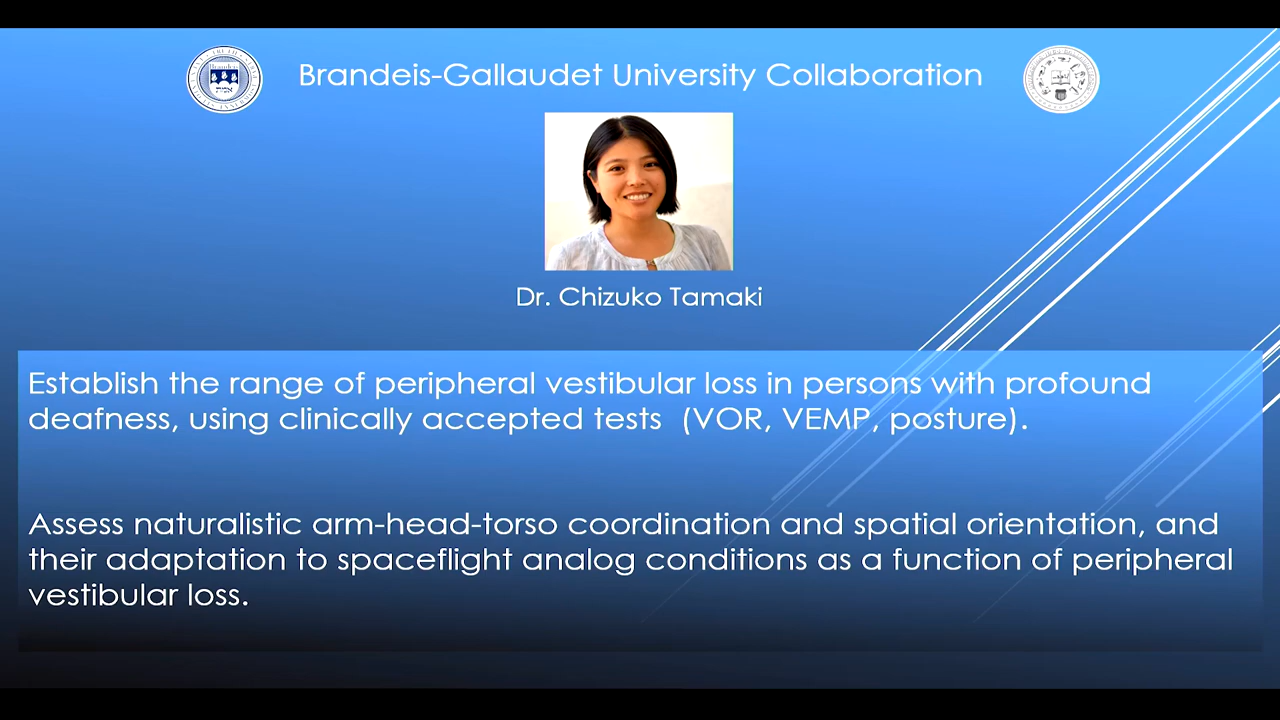 Brandeis-Gallaudet University Collaboration
Dr. Chizuko Tamaki
Establish the range of peripheral vestibular loss in persons with profound
deafness, using clinically accepted tests  (VOR, VEMP, posture).
Assess naturalistic arm-head-torso coordination and spatial orientation, and
their adaptation to spaceflight analog conditions as a function of peripheral
vestibular loss.